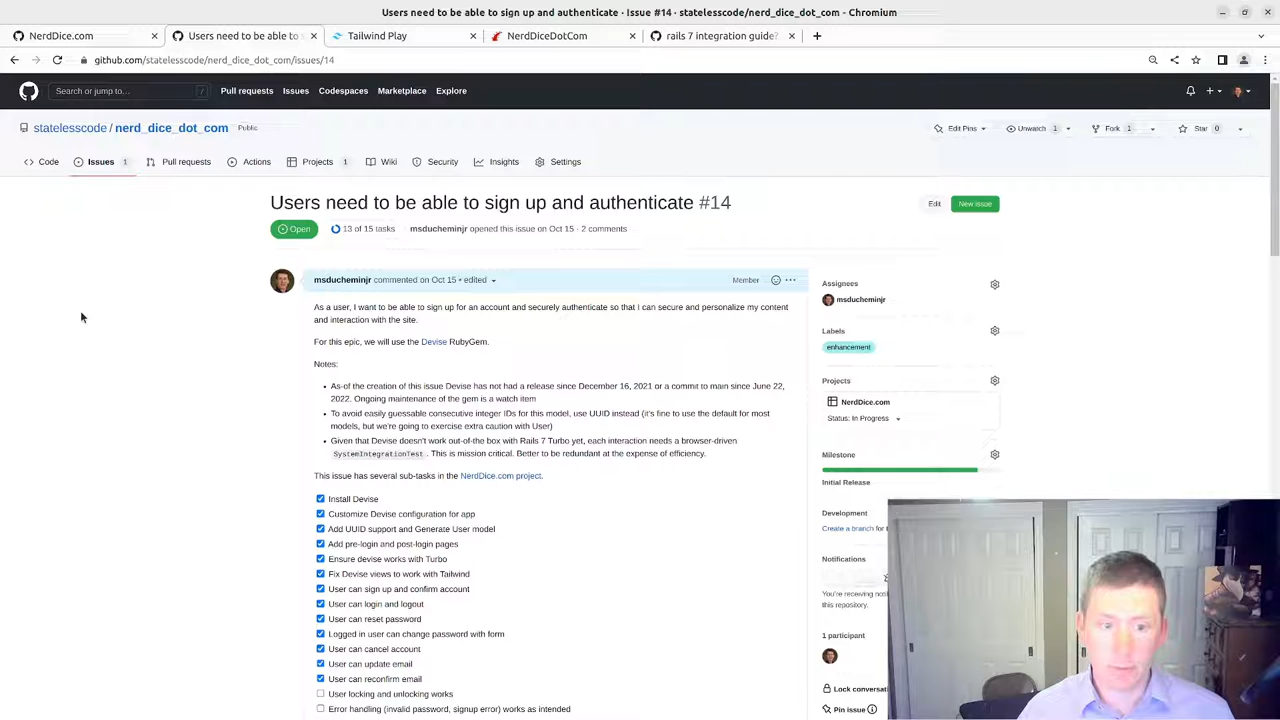 Users need to be able to sign up and authenticate · Issue #14 · statelesscode/nerd_dice_dot_com - Chromium
NerdDice.com
Users need to be able to s
Tailwind Play
NerdDiceDotCom
rails 7 integration guide?
github.com/statelesscode/nerd_dice_dot_com/issues/14
Search or jump to...
/
Pull requests
Issues
Codespaces
Marketplace
Explore
statelesscode / nerd_dice_dot_com Public
Edit Pins
Unwatch 1
Fork 1
Star 0
Code
Issues 1
Pull requests
Actions
Projects 1
Wiki
Security
Insights
Settings
Users need to be able to sign up and authenticate #14
Edit
New issue
Open
13 of 15 tasks
msducheminjr opened this issue on Oct 15 · 2 comments
msducheminjr commented on Oct 15 • edited
Member
As a user, I want to be able to sign up for an account and securely authenticate so that i can secure and personalize my content
and interaction with the site.
For this epic, we will use the Devise RubyGem.
Notes:
As-of the creation of this issue Devise has not had a release since December 16, 2021 or a commit to main since June 22,
2022. Ongoing maintenance of the gem is a watch item
To avoid easily guessable consecutive integer IDs for this model, use UUID instead (it's fine to use the default for most
models, but we're going to exercise extra caution with User)
Given that Devise doesn't work out-of-the box with Rails 7 Turbo yet, each interaction needs a browser-driven
SystemIntegrationTest. This is mission critical. Better to be redundant at the expense of efficiency.
This issue has several sub-tasks in the NerdDice.com project.
Install Devise
Customize Devise configuration for app
Add UUID support and Generate User model
Add pre-login and post-login pages
Ensure devise works with Turbo
Fix Devise views to work with Tailwind
User can sign up and confirm account
User can login and logout
User can reset password
Logged in user can change password with form
User can cancel account
User can update email
User can reconfirm email
User locking and unlocking works
Error handling (invalid password, signup error) works as intended
Assignees
msducheminjr
Labels
enhancement
Projects
NerdDice.com
Status: In Progress
Milestone
Initial Release
Development
Create a branch for t
Notifications
You're receiving noti
this repository.
1 participant
Lock conversati
Pin issue